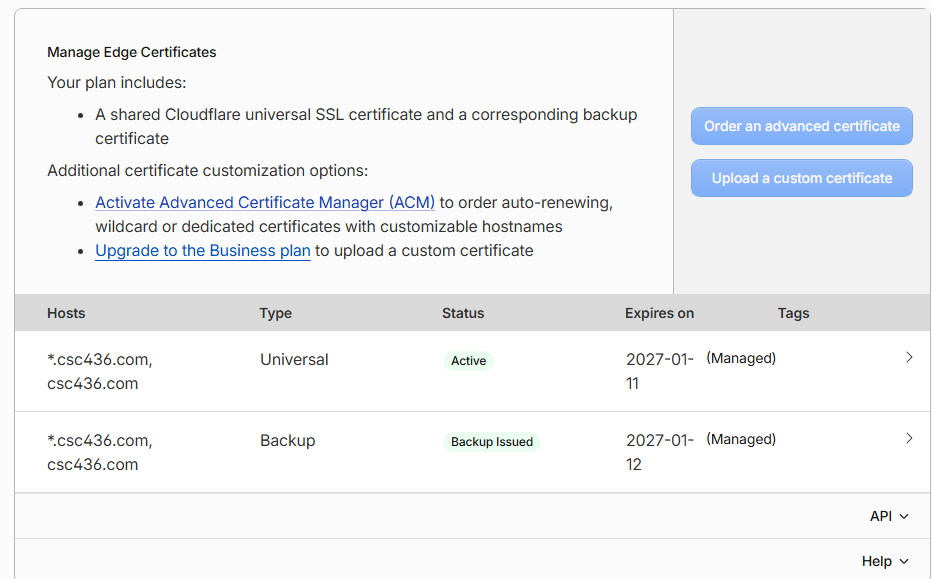 Manage Edge Certificates
Your plan includes:
A shared Cloudflare universal SSL certificate and a corresponding backup
certificate
Order an advanced certificate
Upload a custom certificate
Additional certificate customization options:
Activate Advanced Certificate Manager (ACM) to order auto-renewing,
wildcard or dedicated certificates with customizable hostnames
Upgrade to the Business plan to upload a custom certificate
Hosts Type Status Expires on Tags
*.csc436.com, Universal Active 2027-01- (Managed)
csc436.com 11
*.csc436.com, Backup Backup Issued 2027-01- (Managed)
csc436.com 12
API
Help